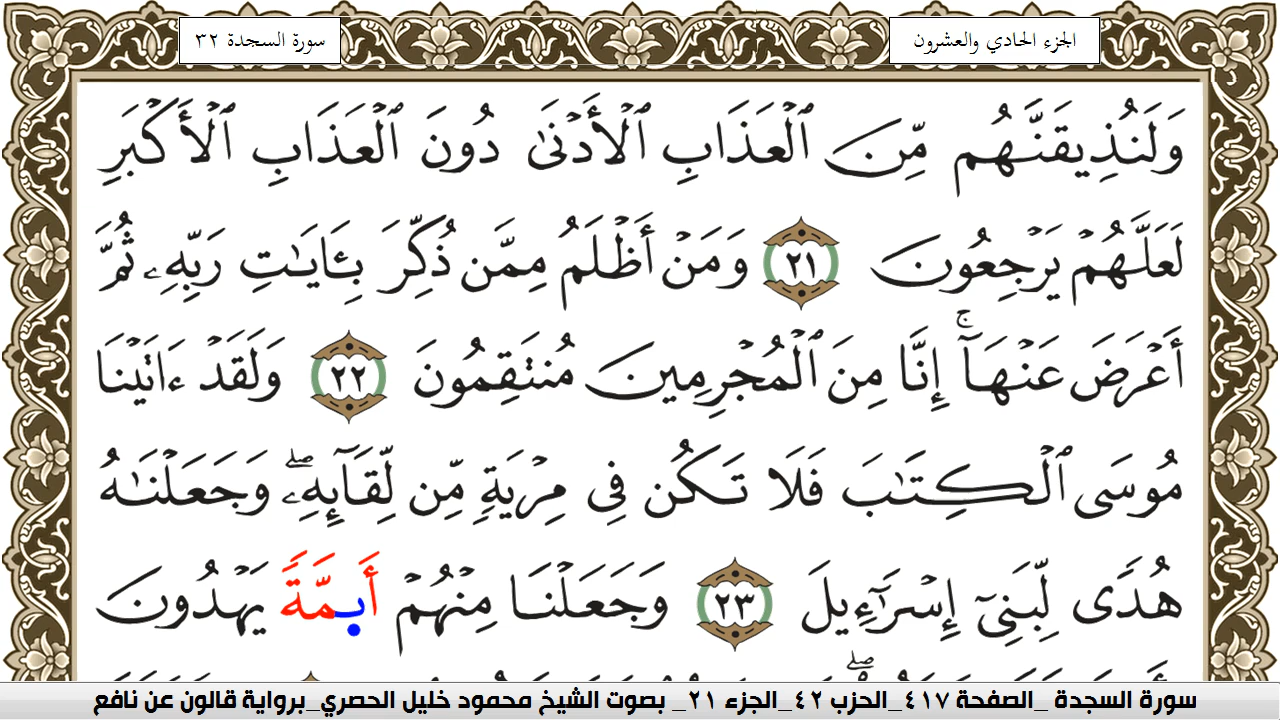 الجزء الحادي والعشرون
سورة السجدة ٣٢
وَلَنُذِيقَنَّهُم مِّنَ ٱلْعَذَابِ ٱلْأَدْنَىٰ دُونَ ٱلْعَذَابِ ٱلْأَكْبَرِ
لَعَلَّهُمْ يَرْجِعُونَ ٢١ وَمَنْ أَظْلَمُ مِمَّن ذُكِّرَ بِـَٔايَٰتِ رَبِّهِۦ ثُمَّ
أَعْرَضَ عَنْهَآ ۚ إِنَّا مِنَ ٱلْمُجْرِمِينَ مُنتَقِمُونَ ٢٢ وَلَقَدْ ءَاتَيْنَا
مُوسَى ٱلْكِتَٰبَ فَلَا تَكُن فِى مِرْيَةٍ مِّن لِّقَآئِهِۦ ۖ وَجَعَلْنَٰهُ
هُدًى لِّبَنِىٓ إِسْرَٰٓءِيلَ ٢٣ وَجَعَلْنَا مِنْهُمْ أَى۪مَّةً يَهْدُونَ
سورة السجدة _الصفحة ٤١٧_الحزب ٤٢_الجزء ٢١_ بصوت الشيخ محمود خليل الحصري_برواية قالون عن نافع